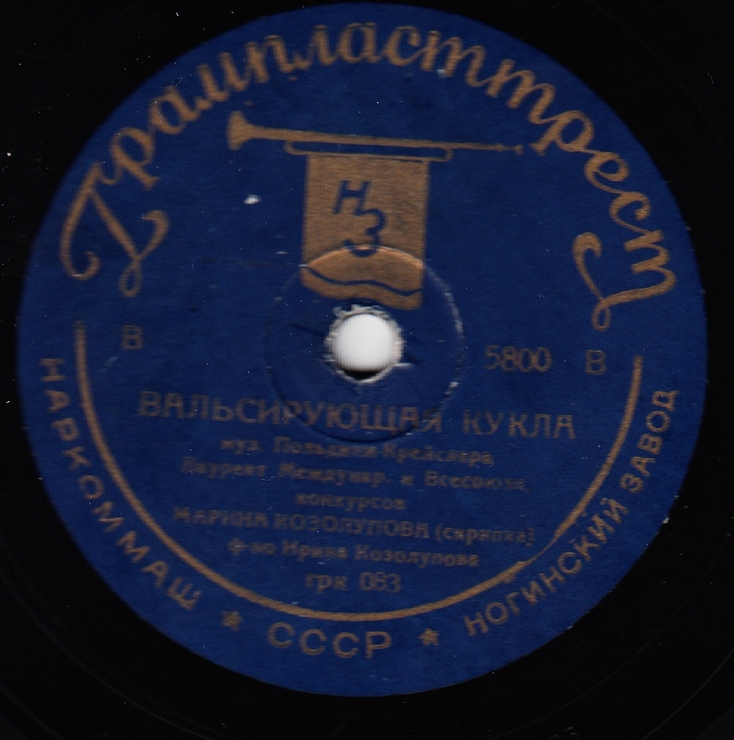 Грампласттрест
НЗ
В 5800 В
ВАЛЬСИРУЮЩАЯ КУКЛА
муз. Польдини-Крейслера
Лауреат Междунар. и Всесоюзн.
конкурсов
МАРИНА КОЗОЛУПОВА (скрипка)
ф-но Ирина Козолупова
грк 083
НАРКОММАШ ★ СССР ★ НОГИНСКИЙ ЗАВОД